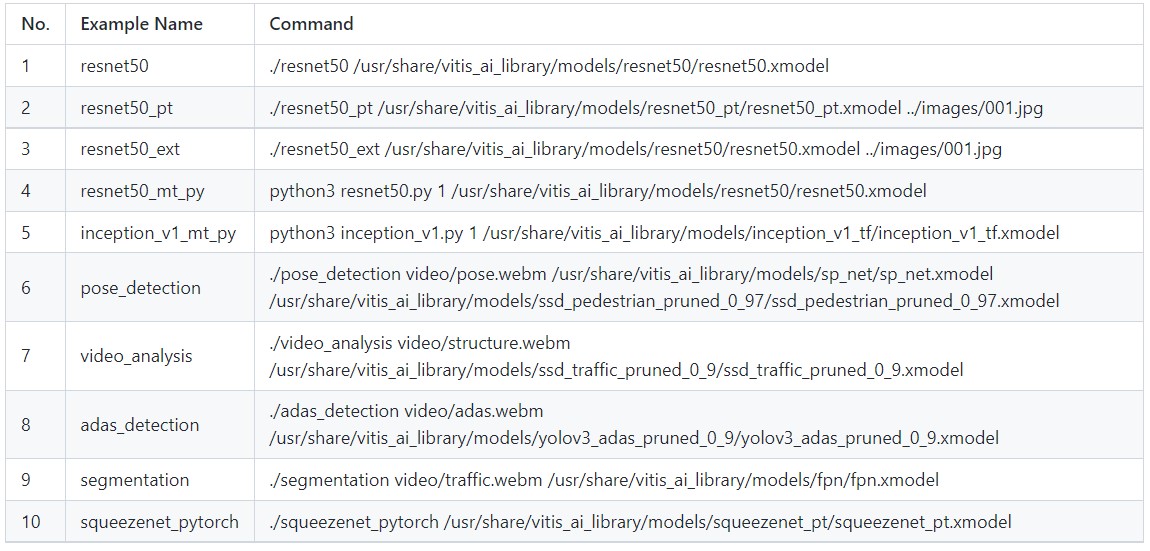 No. Example Name Command
1 resnet50 ./resnet50 /usr/share/vitis_ai_library/models/resnet50/resnet50.xmodel
2 resnet50_pt ./resnet50_pt /usr/share/vitis_ai_library/models/resnet50_pt/resnet50_pt.xmodel ../images/001.jpg
3 resnet50_ext ./resnet50_ext /usr/share/vitis_ai_library/models/resnet50/resnet50.xmodel ../images/001.jpg
4 resnet50_mt_py python3 resnet50.py 1 /usr/share/vitis_ai_library/models/resnet50/resnet50.xmodel
5 inception_v1_mt_py python3 inception_v1.py 1 /usr/share/vitis_ai_library/models/inception_v1_tf/inception_v1_tf.xmodel
6 pose_detection ./pose_detection video/pose.webm /usr/share/vitis_ai_library/models/sp_net/sp_net.xmodel
/usr/share/vitis_ai_library/models/ssd_pedestrian_pruned_0_97/ssd_pedestrian_pruned_0_97.xmodel
7 video_analysis ./video_analysis video/structure.webm
/usr/share/vitis_ai_library/models/ssd_traffic_pruned_0_9/ssd_traffic_pruned_0_9.xmodel
8 adas_detection ./adas_detection video/adas.webm
/usr/share/vitis_ai_library/models/yolov3_adas_pruned_0_9/yolov3_adas_pruned_0_9.xmodel
9 segmentation ./segmentation video/traffic.webm /usr/share/vitis_ai_library/models/fpn/fpn.xmodel
10 squeezenet_pytorch ./squeezenet_pytorch /usr/share/vitis_ai_library/models/squeezenet_pt/squeezenet_pt.xmodel